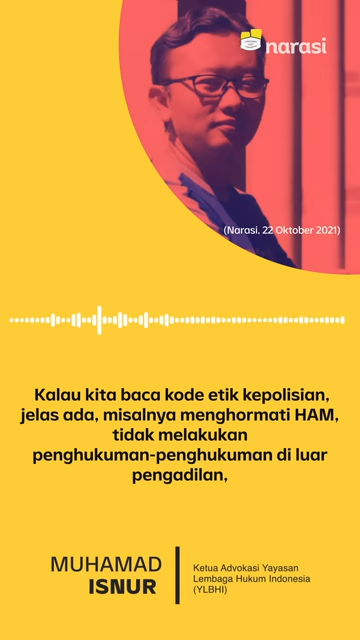 narasi
(Narasi, 22 Oktober 2021)
Kalau kita baca kode etik kepolisian,
jelas ada, misalnya menghormati HAM,
tidak melakukan
penghukuman-penghukuman di luar
pengadilan,
MUHAMAD
ISNUR
Ketua Advokasi Yayasan
Lembaga Hukum Indonesia
(YLBHI)